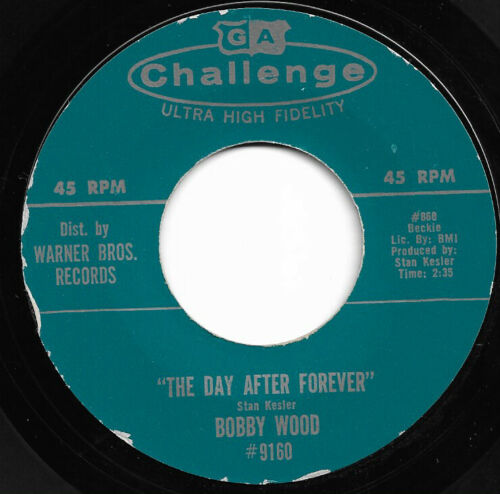 GA
Challenge
ULTRA HIGH FIDELITY
45 RPM
45 RPM
Dist. by
WARNER BROS.
RECORDS
#860
Beckie
Lic. By: BMI
Produced by:
Stan Kesler
Time: 2:35
"THE DAY AFTER FOREVER"
Stan Kesler
BOBBY WOOD
#9160